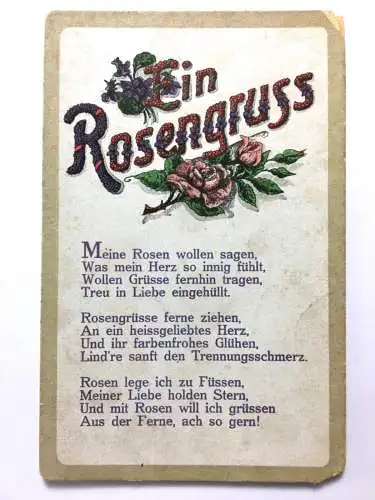 Ein
Rosengruss
Meine Rosen wollen sagen,
Was mein Herz so innig fühlt,
Wollen Grüsse fernhin tragen,
Treu in Liebe eingehüllt.
Rosengrüsse ferne ziehen,
An ein heissgeliebtes Herz,
Und ihr farbenfrohes Glühen,
Lind're sanft den Trennungsschmerz.
Rosen lege ich zu Füssen,
Meiner Liebe holden Stern,
Und mit Rosen will ich grüssen
Aus der Ferne, ach so gern!